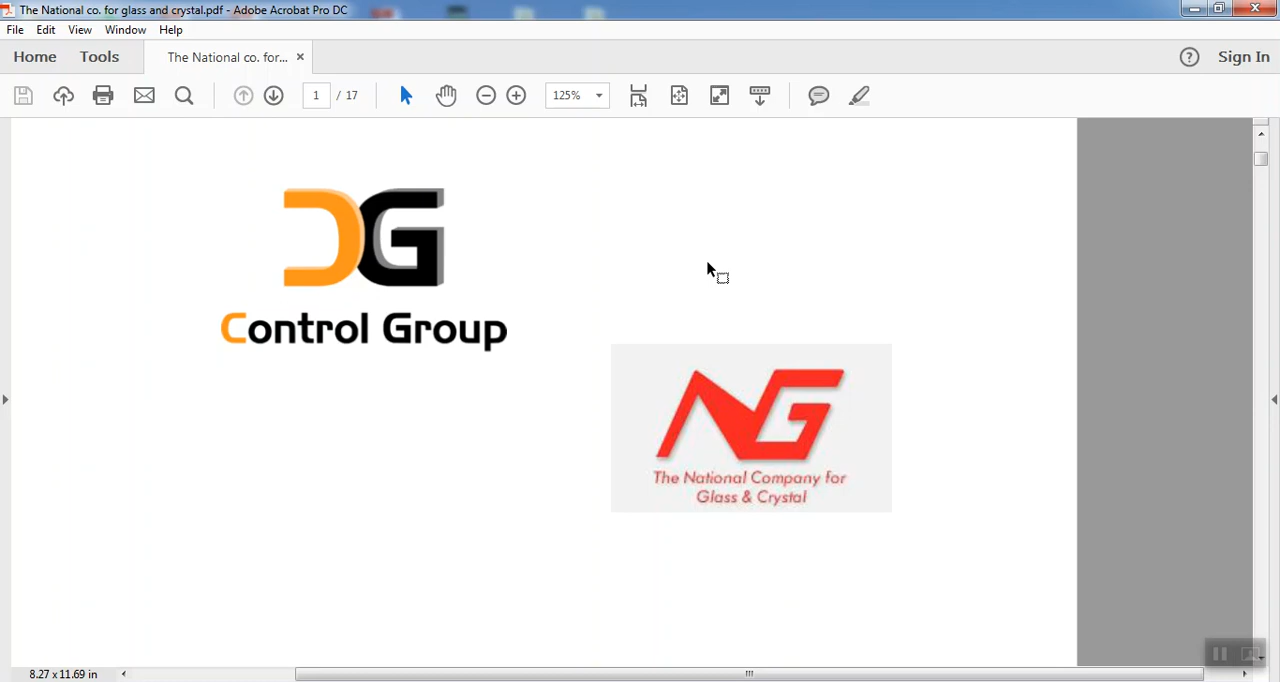 The National co. for glass and crystal.pdf - Adobe Acrobat Pro DC
File Edit View Window Help
Home Tools The National co. for... × Sign In
1 / 17 125%
Control Group
NG
The National Company for
Glass & Crystal
8.27 x 11.69 in